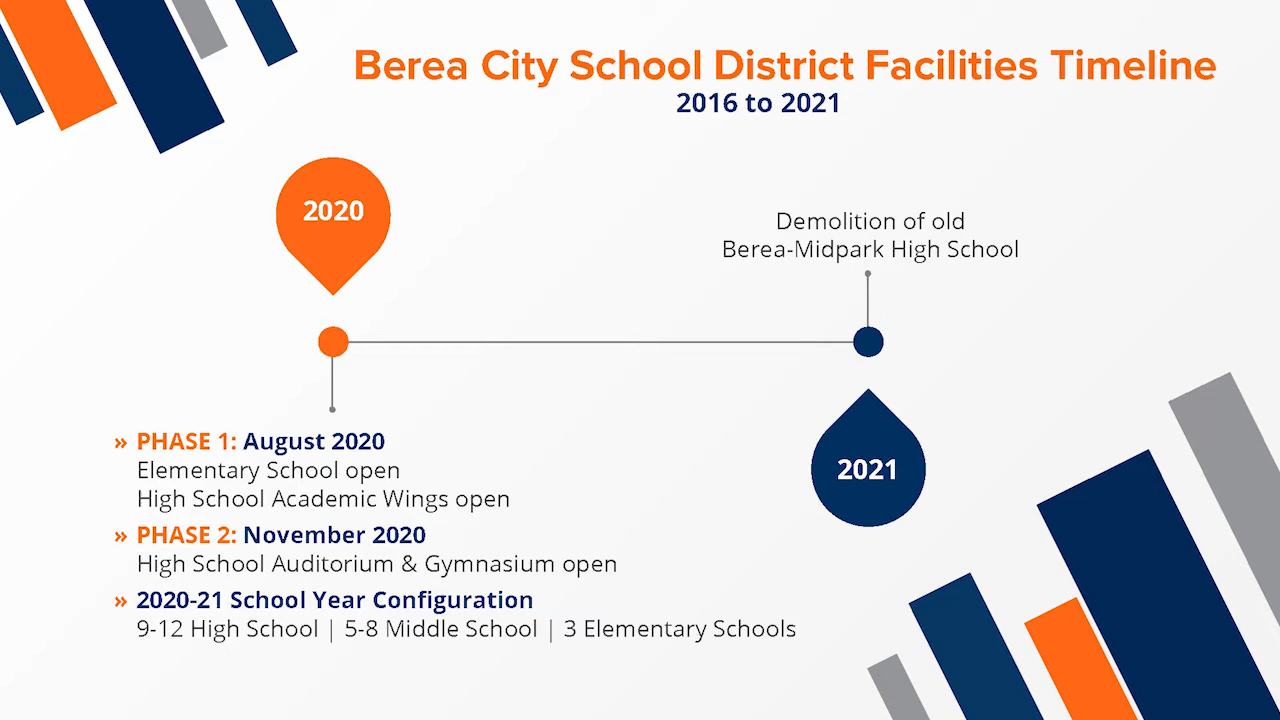 Berea City School District Facilities Timeline
2016 to 2021
2020
Demolition of old
Berea-Midpark High School
» PHASE 1: August 2020
Elementary School open
High School Academic Wings open
» PHASE 2: November 2020
High School Auditorium & Gymnasium open
» 2020-21 School Year Configuration
9-12 High School | 5-8 Middle School | 3 Elementary Schools
2021